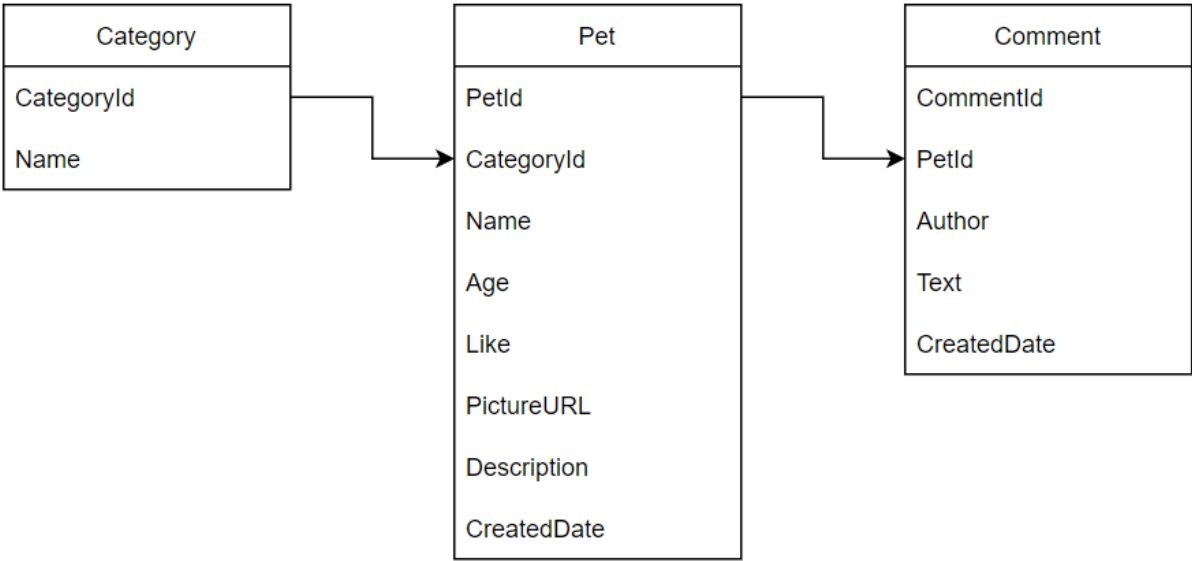 Category
CategoryId
Name
Pet
PetId
CategoryId
Name
Age
Like
PictureURL
Description
CreatedDate
Comment
CommentId
PetId
Author
Text
CreatedDate